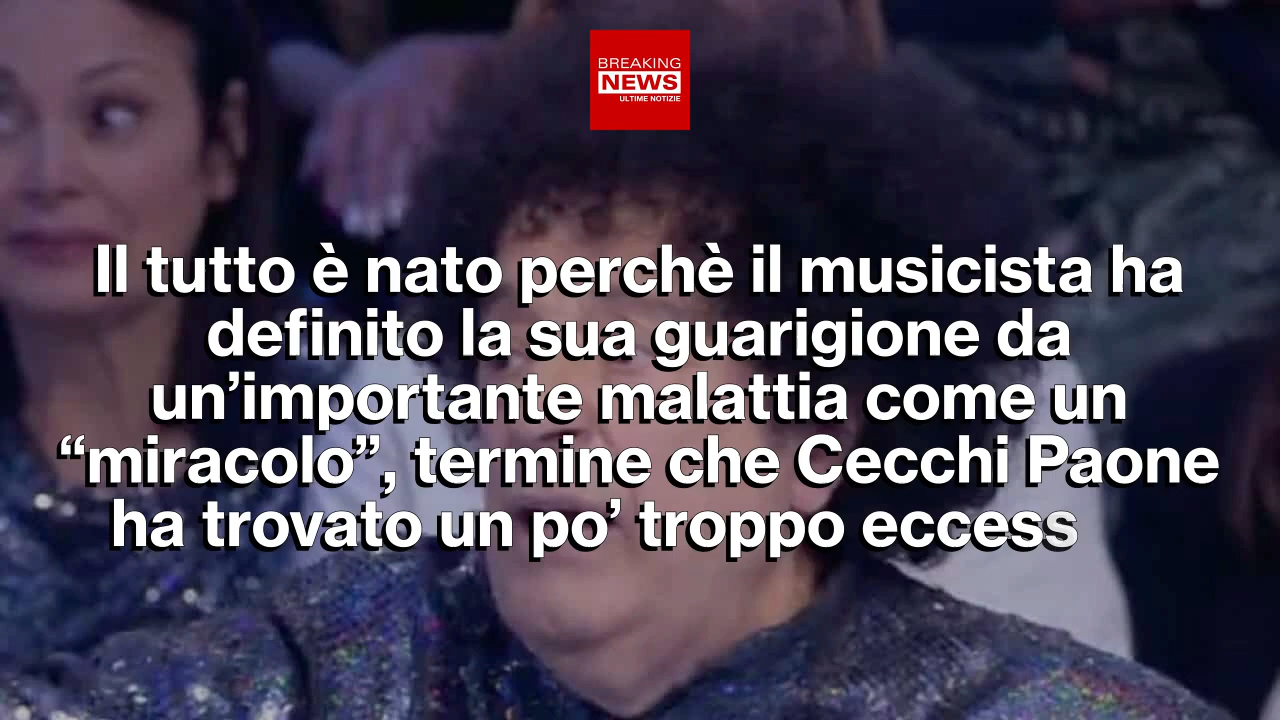 BREAKING
NEWS
ULTIME NOTIZIE
Il tutto è nato perchè il musicista ha
definito la sua guarigione da
un’importante malattia come un
“miracolo”, termine che Cecchi Paone
ha trovato un po’ troppo eccess